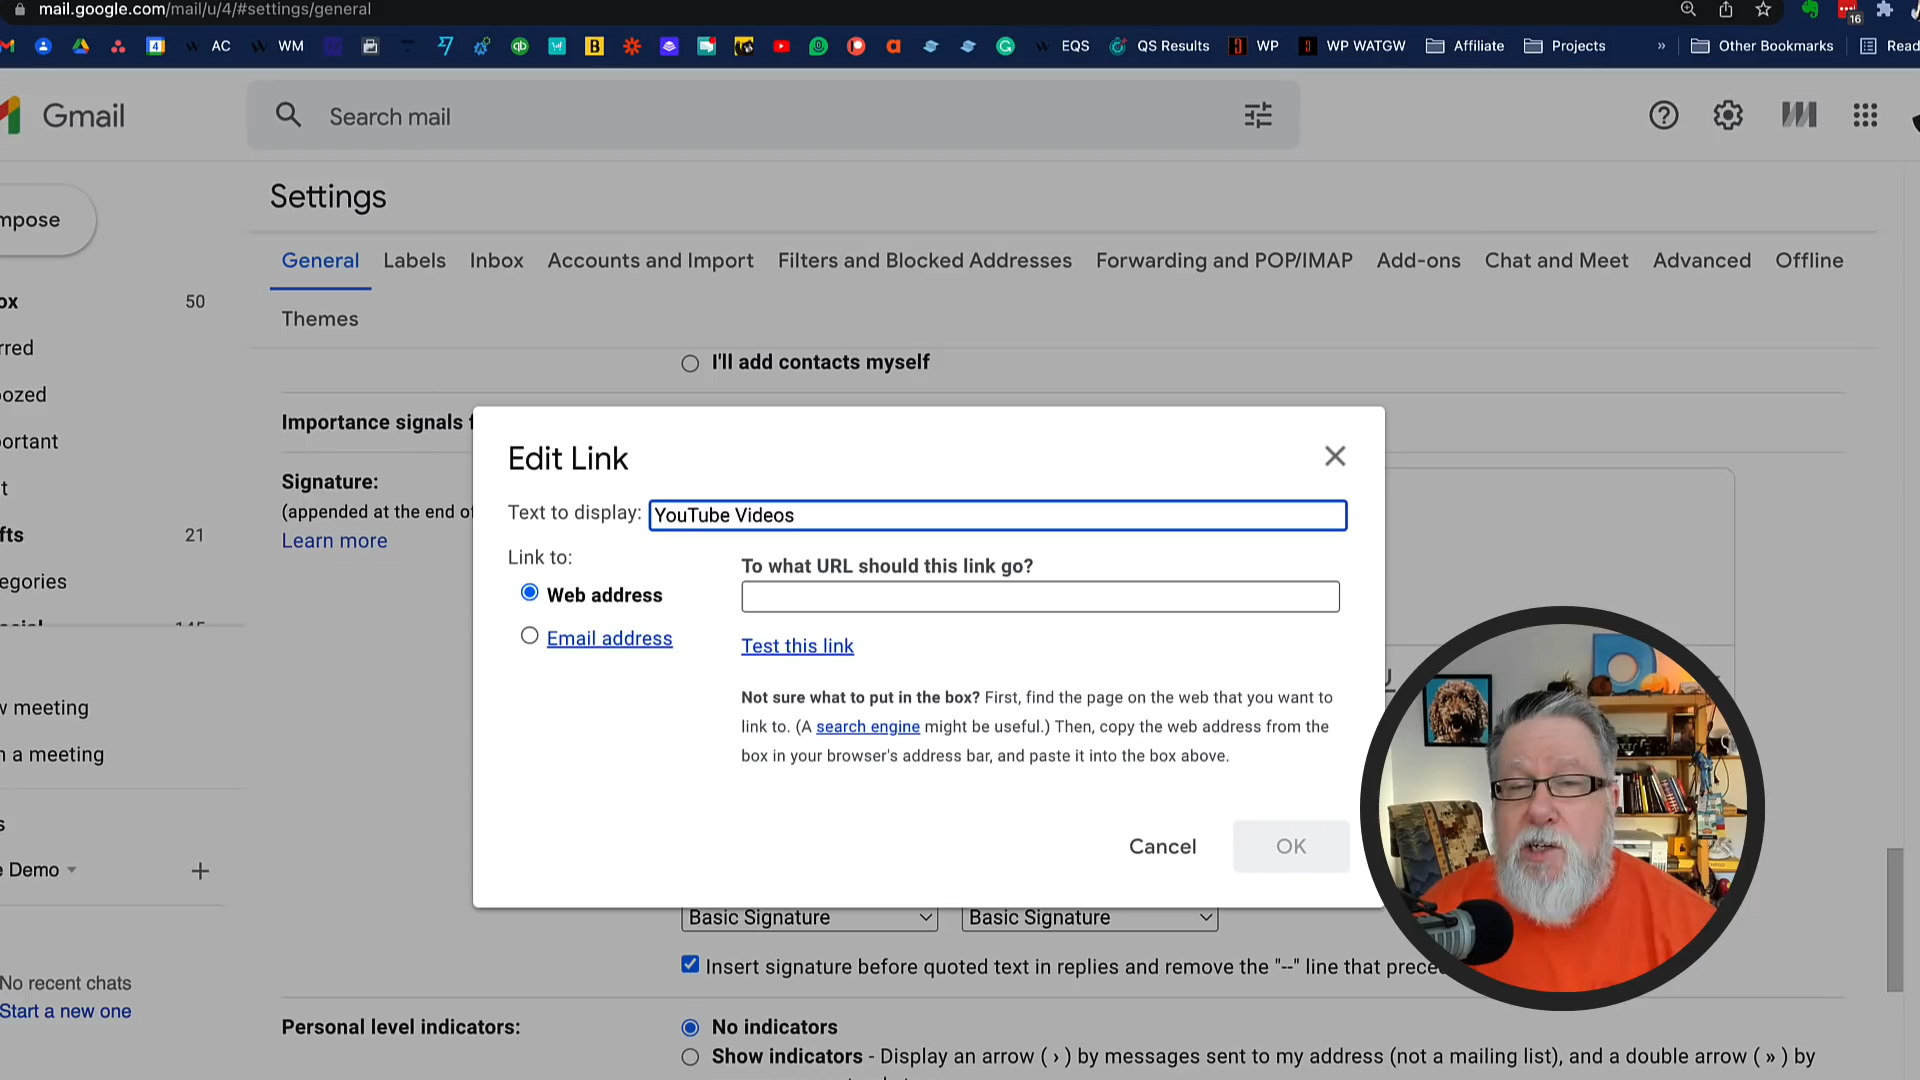 mail.google.com/mail/u/4/#settings/general
16
4
AC
WM
qb
B
a
EQS
QS Results
WP
WP WATGW
Affiliate
Projects
»
Other Bookmarks
Read
Gmail
Search mail
mpose
Settings
General
Labels
Inbox
Accounts and Import
Filters and Blocked Addresses
Forwarding and POP/IMAP
Add-ons
Chat and Meet
Advanced
Offline
Themes
ox 50
rred
oozed
portant
t
fts 21
egories
145
w meeting
n a meeting
s
e Demo
No recent chats
Start a new one
I'll add contacts myself
Importance signals f
Signature:
(appended at the end of
Learn more
Edit Link
Text to display: YouTube Videos
Link to:
Web address
Email address
To what URL should this link go?
Test this link
Not sure what to put in the box? First, find the page on the web that you want to
link to. (A search engine might be useful.) Then, copy the web address from the
box in your browser's address bar, and paste it into the box above.
Cancel
OK
Basic Signature
Basic Signature
Insert signature before quoted text in replies and remove the "--" line that prece
Personal level indicators:
No indicators
Show indicators - Display an arrow ( › ) by messages sent to my address (not a mailing list), and a double arrow ( » ) by